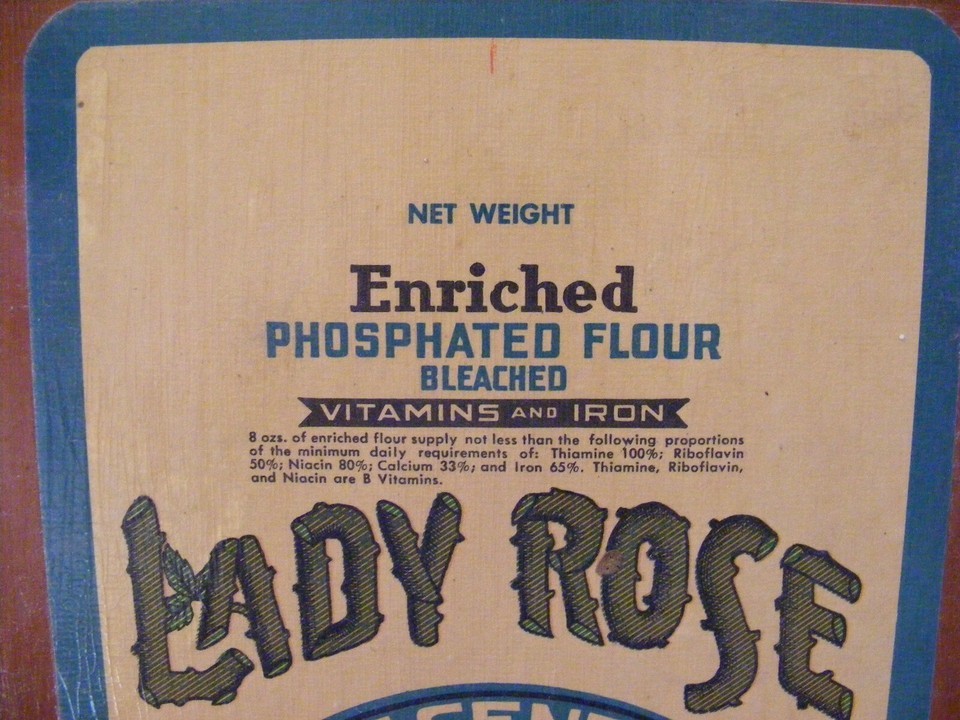 NET WEIGHT
Enriched
PHOSPHATED FLOUR
BLEACHED
VITAMINS AND IRON
8 ozs. of enriched flour supply not less than the following proportions
of the minimum daily requirements of: Thiamine 100%; Riboflavin
50%; Niacin 80%; Calcium 33%; and Iron 65%. Thiamine, Riboflavin,
and Niacin are B Vitamins.
LADY ROSE